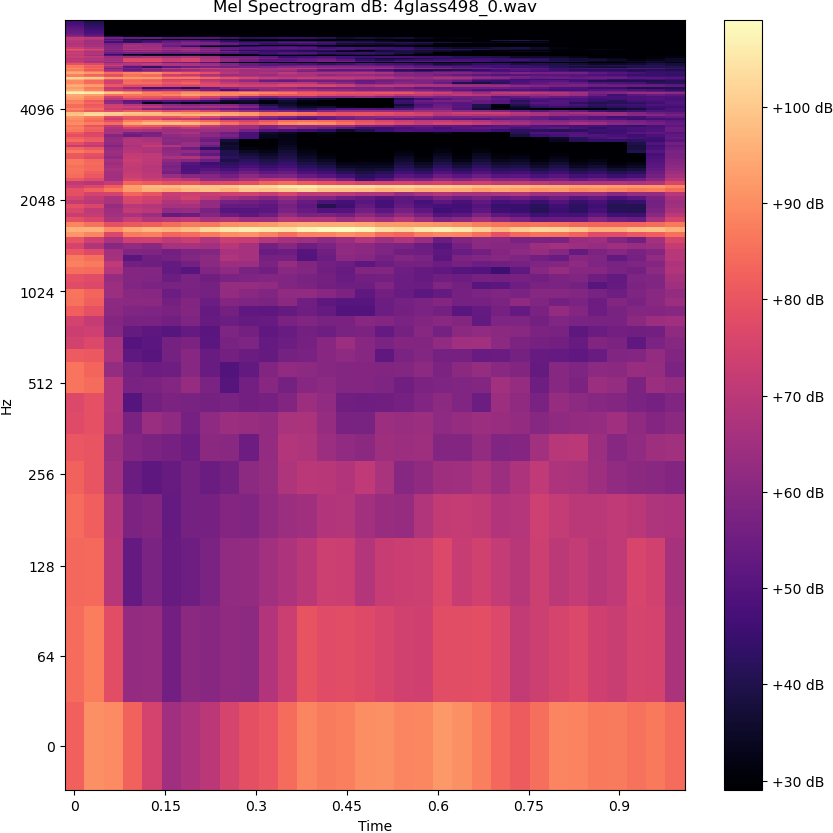 Mel Spectrogram dB: 4glass498_0.wav
4096
2048
1024
512
256
128
64
0
Hz
0
0.15
0.3
0.45
0.6
0.75
0.9
Time
+100 dB
+90 dB
+80 dB
+70 dB
+60 dB
+50 dB
+40 dB
+30 dB